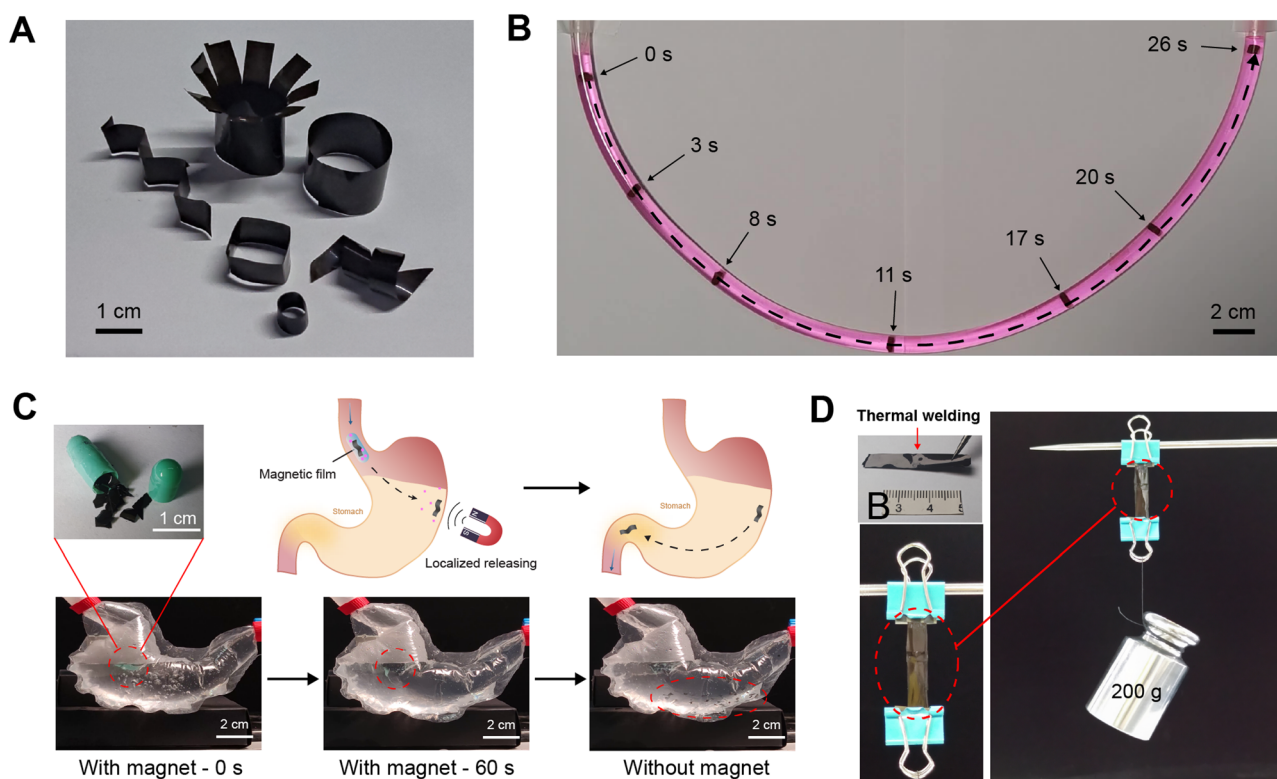 A
1 cm
B
0 s
3 s
8 s
11 s
17 s
20 s
26 s
2 cm
C
1 cm
Magnetic film
Stomach
N
S
Localized releasing
Stomach
2 cm
2 cm
2 cm
With magnet - 0 s
With magnet - 60 s
Without magnet
D
Thermal welding
B
3 4 5
200 g